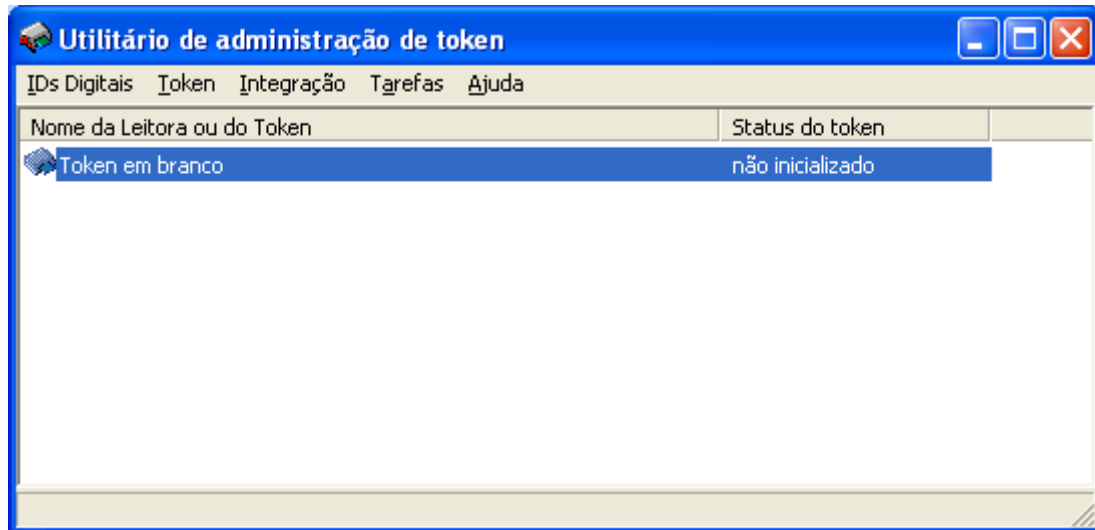 Utilitário de administração de token
IDs Digitais Token Integração Tarefas Ajuda
Nome da Leitora ou do Token Status do token
Token em branco não inicializado